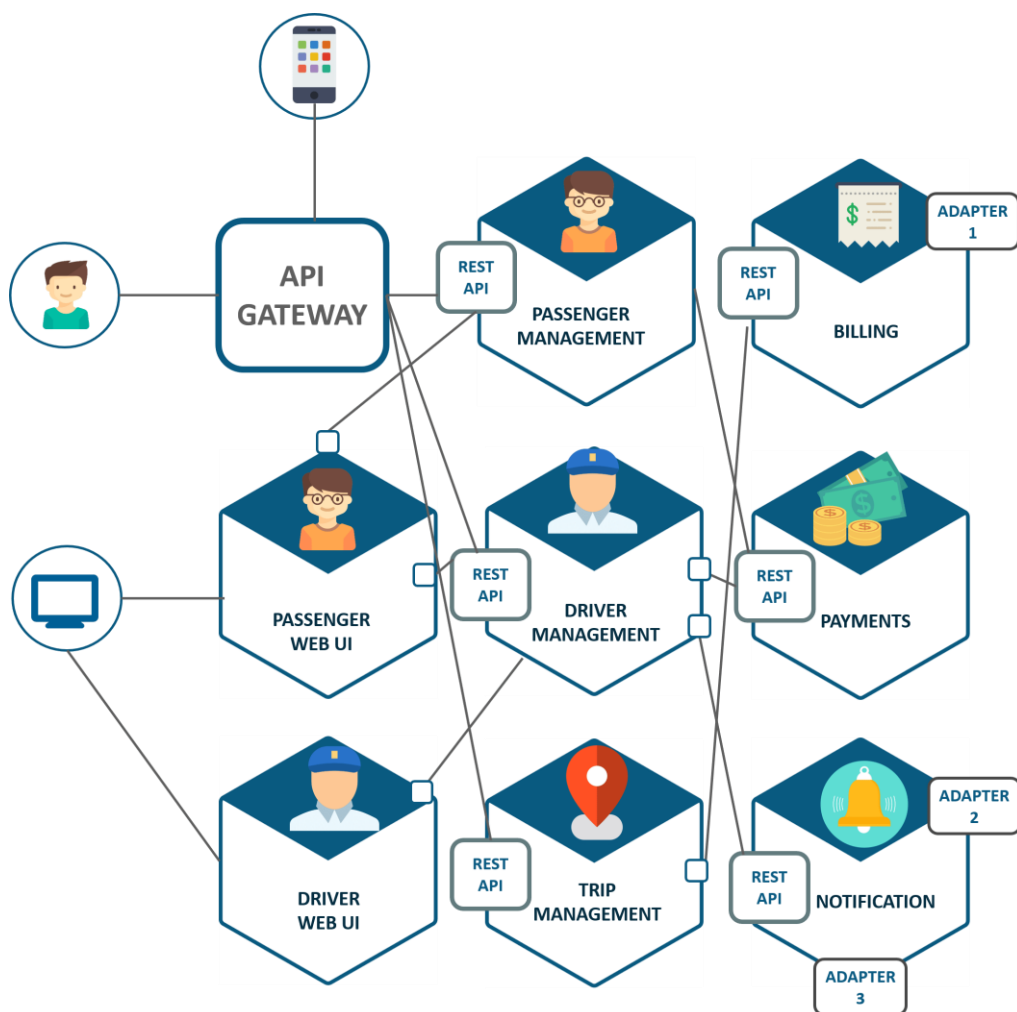 API
GATEWAY
REST
API
PASSENGER
MANAGEMENT
REST
API
BILLING
ADAPTER
1
PASSENGER
WEB UI
REST
API
DRIVER
MANAGEMENT
REST
API
PAYMENTS
DRIVER
WEB UI
REST
API
TRIP
MANAGEMENT
REST
API
NOTIFICATION
ADAPTER
2
ADAPTER
3